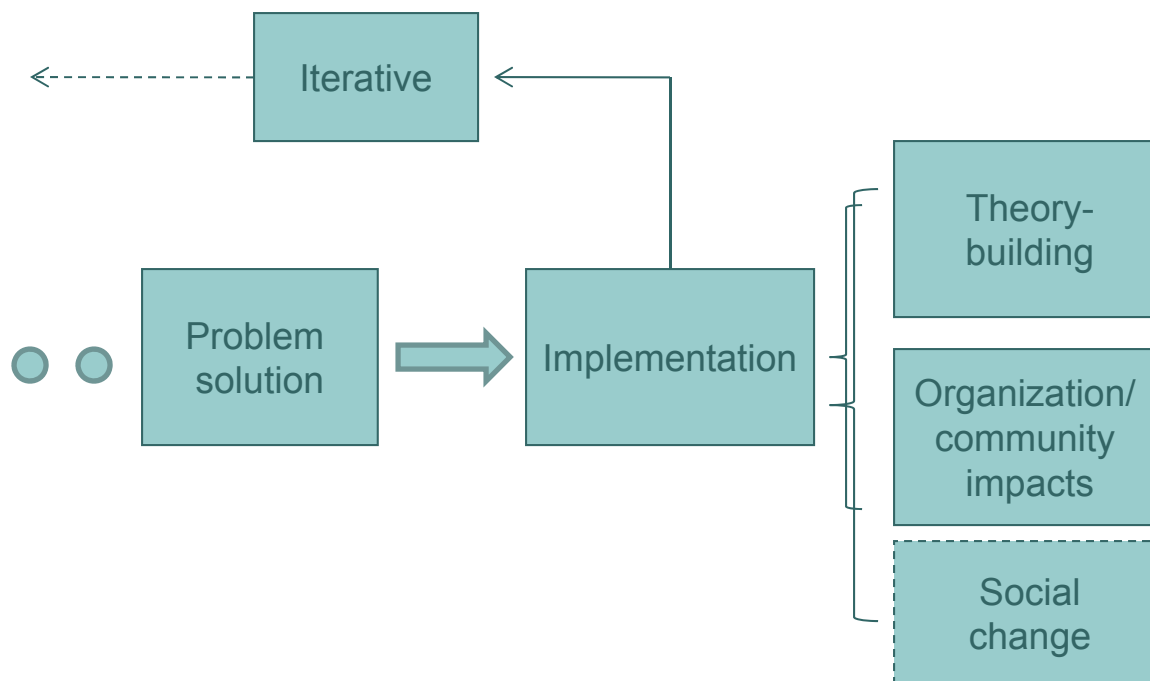 Iterative
Problem
solution
Implementation
Theory-
building
Organization/
community
impacts
Social
change